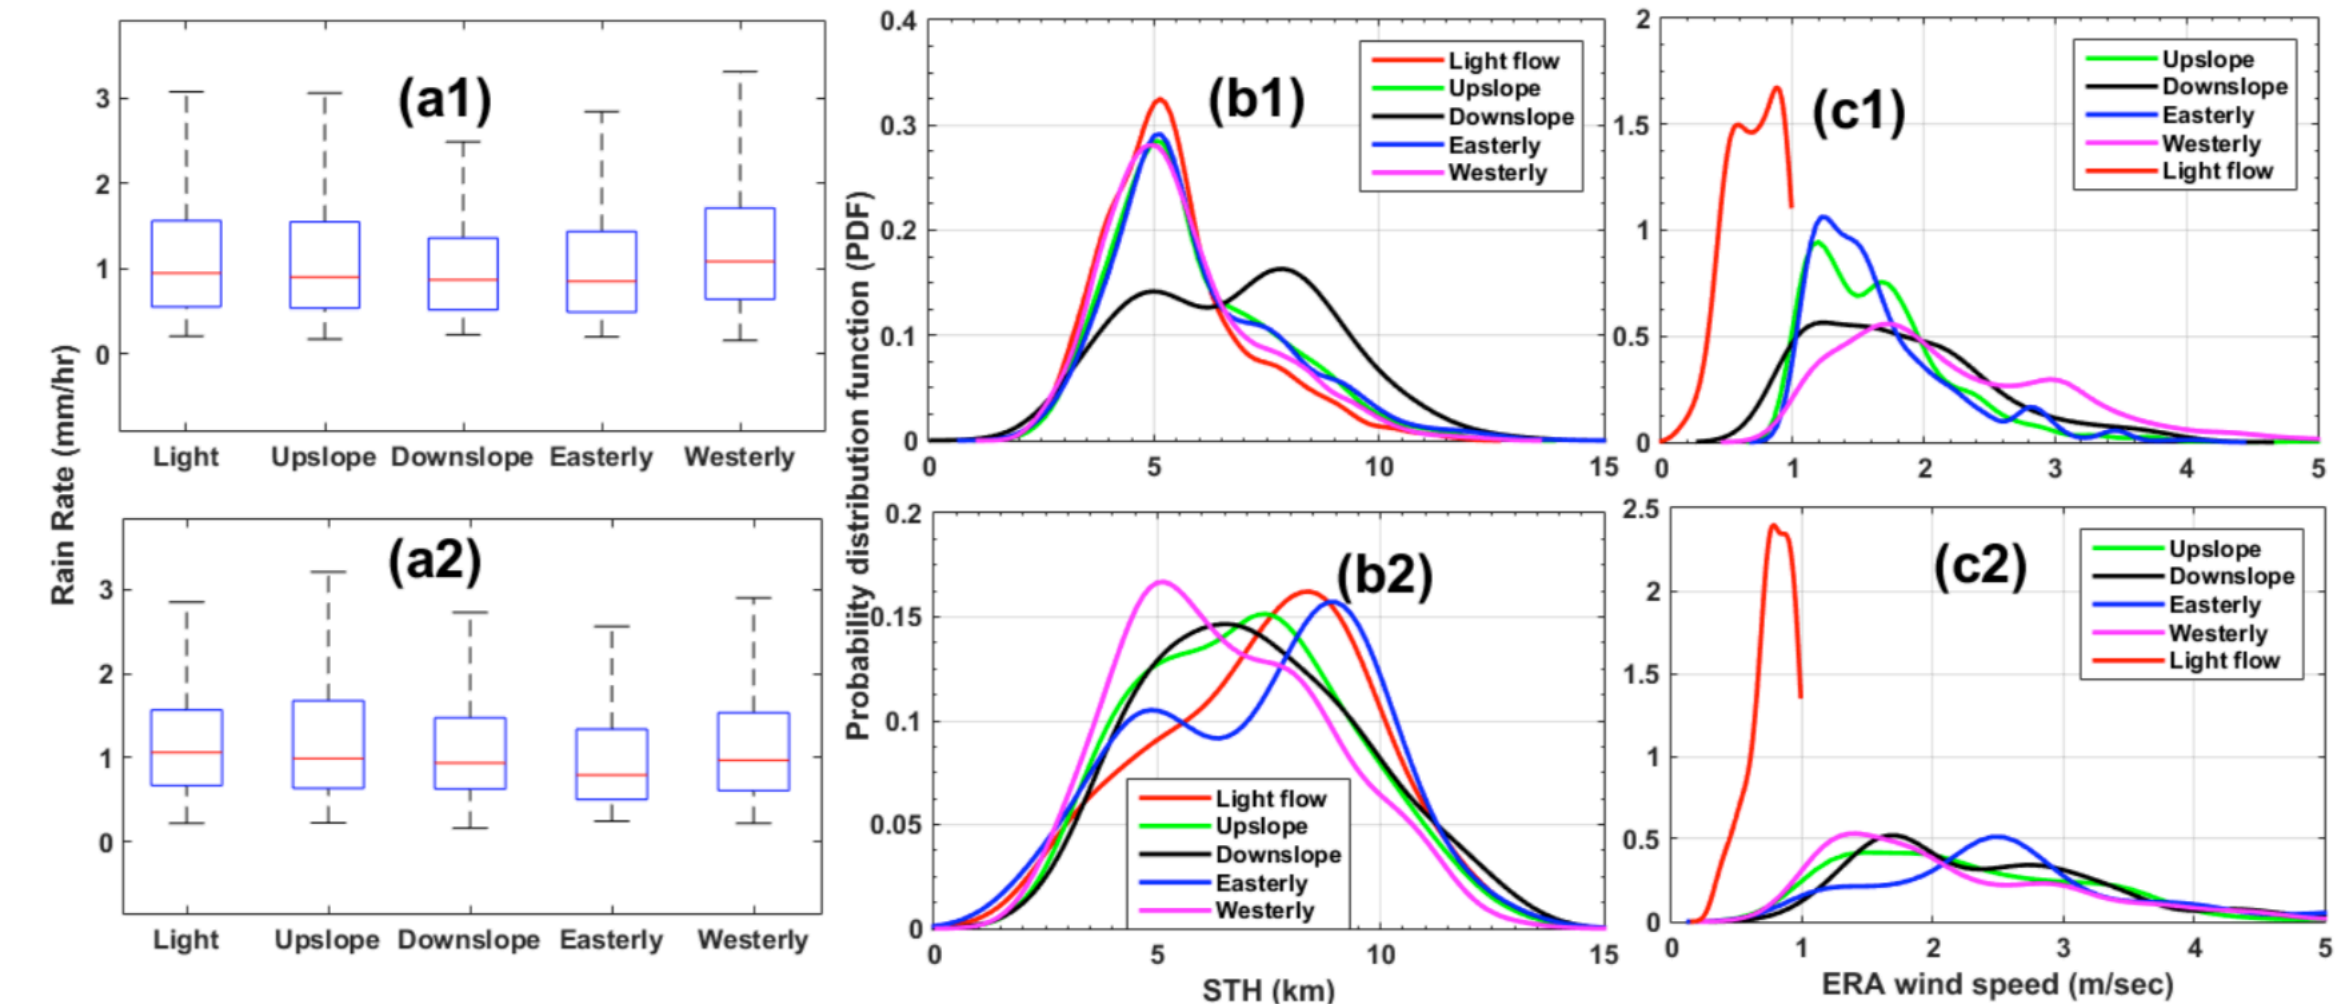 Rain Rate (mm/hr)
(a1)
3
2
1
0
Light Upslope Downslope Easterly Westerly
(a2)
3
2
1
0
Light Upslope Downslope Easterly Westerly
Probability distribution function (PDF)
(b1)
0.4
0.3
0.2
0.1
0
0 5 10 15
Light flow
Upslope
Downslope
Easterly
Westerly
(b2)
0.2
0.15
0.1
0.05
0
0 5 10 15
STH (km)
Light flow
Upslope
Downslope
Easterly
Westerly
(c1)
2
1.5
1
0.5
0
0 1 2 3 4 5
Upslope
Downslope
Easterly
Westerly
Light flow
(c2)
2.5
2
1.5
1
0.5
0
0 1 2 3 4 5
ERA wind speed (m/sec)
Upslope
Downslope
Easterly
Westerly
Light flow